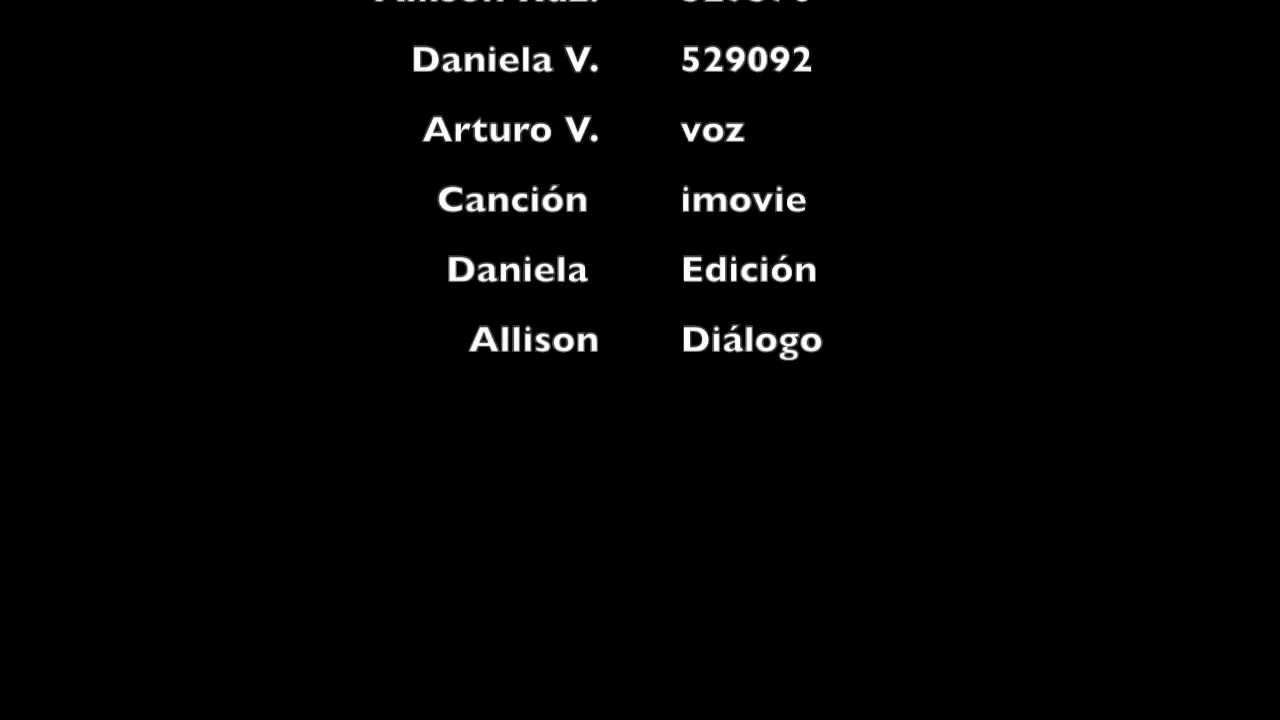 Daniela V. 529092
Arturo V. voz
Canción imovie
Daniela Edición
Allison Diálogo